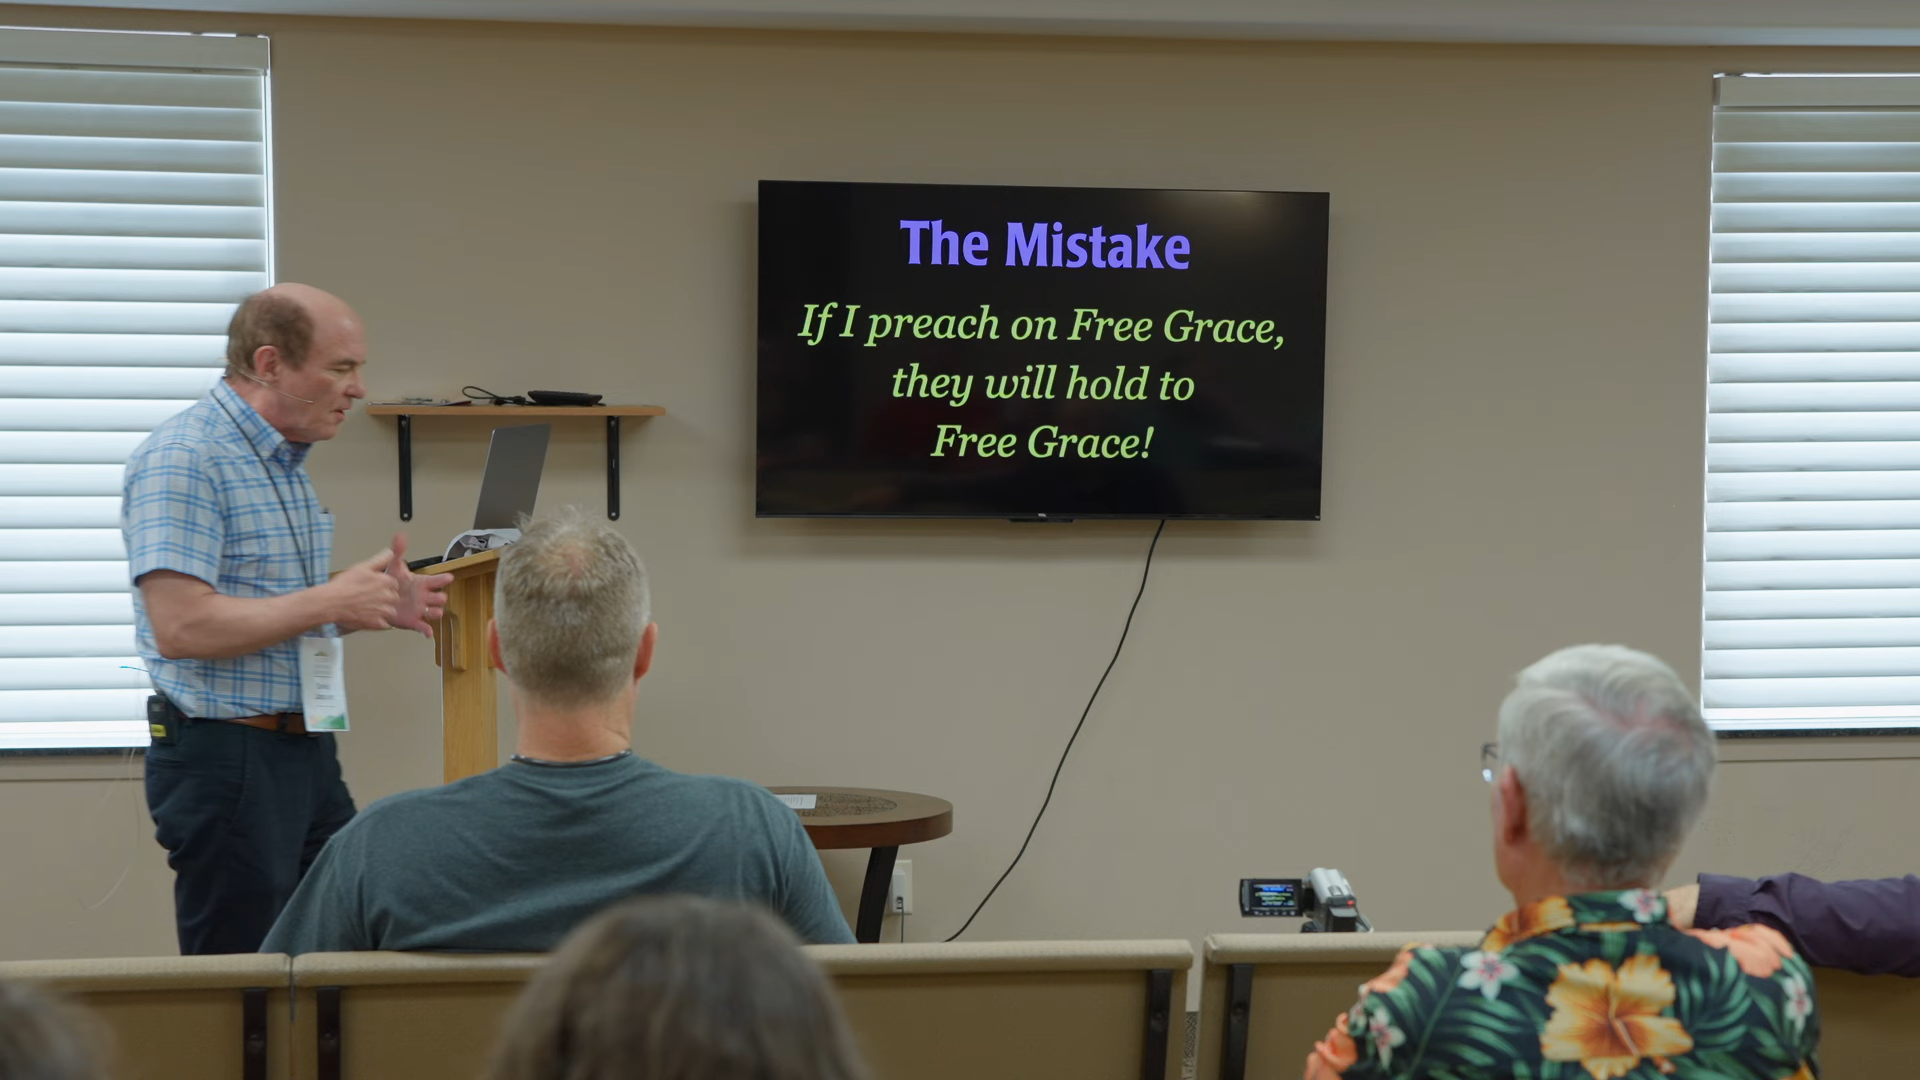 The Mistake
If I preach on Free Grace,
they will hold to
Free Grace!